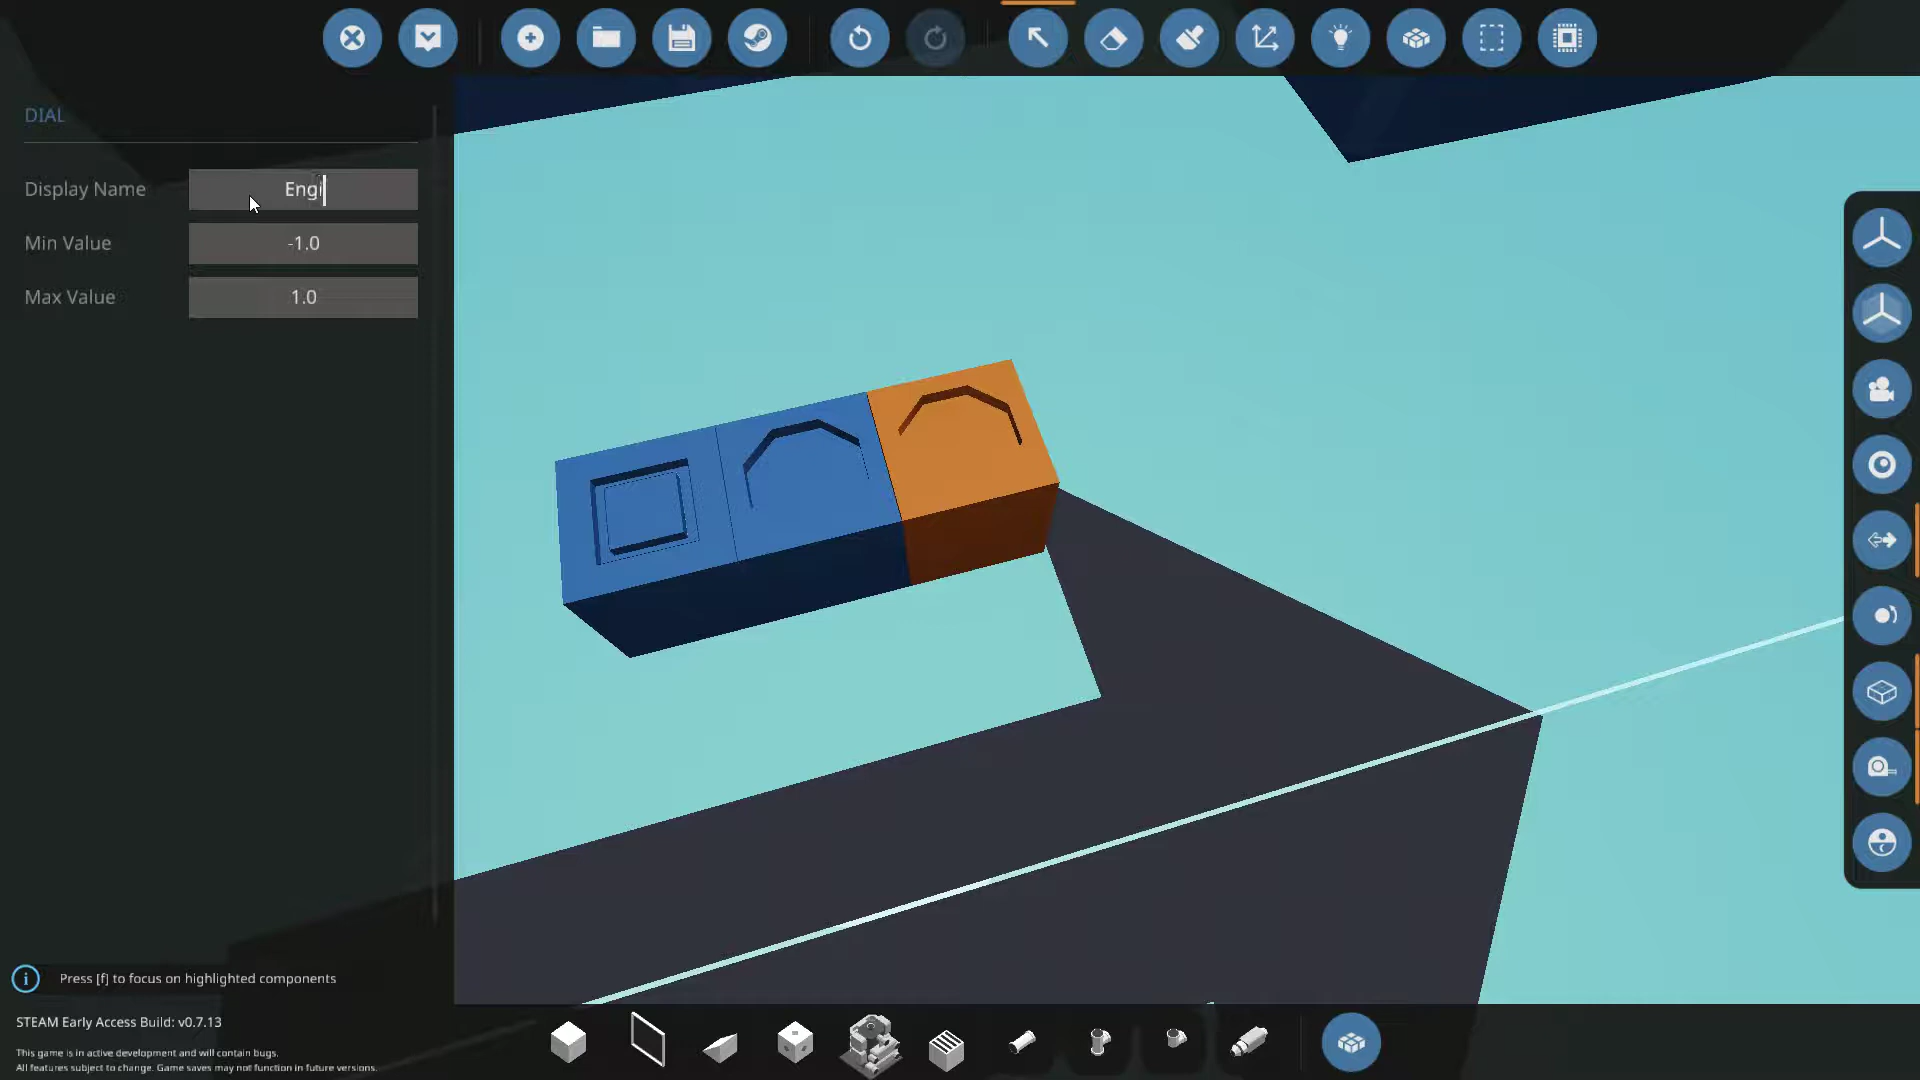 DIAL
Display Name
Engi
Min Value
-1.0
Max Value
1.0
Press [f] to focus on highlighted components
STEAM Early Access Build: v0.7.13
This game is in active development and will contain bugs.
All features subject to change. Game saves may not function in future versions.